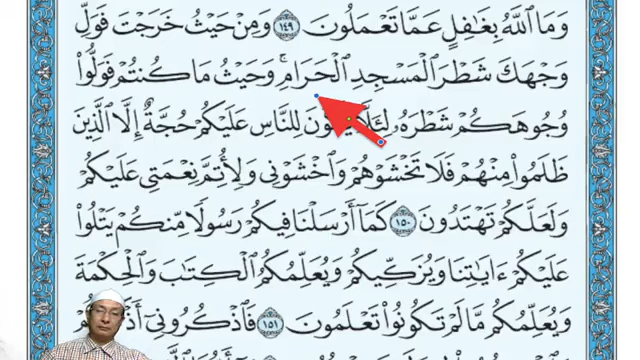 وَمَا ٱللَّهُ بِغَٰفِلٍ عَمَّا تَعۡمَلُونَ ١٤٩ وَمِنۡ حَيۡثُ خَرَجۡتَ فَوَلِّ
وَجۡهَكَ شَطۡرَ ٱلۡمَسۡجِدِ ٱلۡحَرَامِۚ وَحَيۡثُ مَا كُنتُمۡ فَوَلُّواْ
وُجُوهَكُمۡ شَطۡرَهُۥ لِئَلَّا يَكُونَ لِلنَّاسِ عَلَيۡكُمۡ حُجَّةٌ إِلَّا ٱلَّذِينَ
ظَلَمُواْ مِنۡهُمۡ فَلَا تَخۡشَوۡهُمۡ وَٱخۡشَوۡنِي وَلِأُتِمَّ نِعۡمَتِي عَلَيۡكُمۡ
وَلَعَلَّكُمۡ تَهۡتَدُونَ ١٥٠ كَمَآ أَرۡسَلۡنَا فِيكُمۡ رَسُولٗا مِّنكُمۡ يَتۡلُواْ
عَلَيۡكُمۡ ءَايَٰتِنَا وَيُزَكِّيكُمۡ وَيُعَلِّمُكُمُ ٱلۡكِتَٰبَ وَٱلۡحِكۡمَةَ
وَيُعَلِّمُكُم مَّا لَمۡ تَكُونُواْ تَعۡلَمُونَ ١٥١ فَٱذۡكُرُونِيٓ